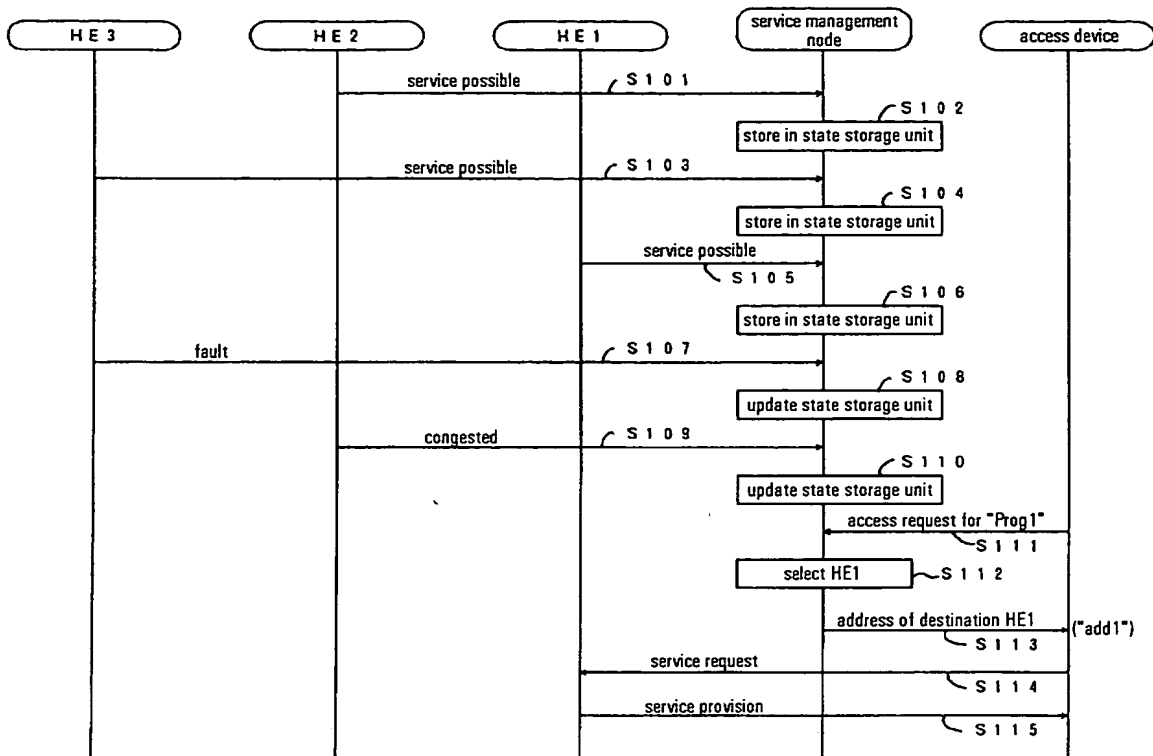 HE3
HE2
HE1
service management
node
access device
service possible
S101
S102
store in state storage unit
service possible
S103
S104
store in state storage unit
service possible
S105
S106
store in state storage unit
fault
S107
S108
update state storage unit
congested
S109
S110
update state storage unit
access request for "Prog1"
S111
select HE1
S112
address of destination HE1
("add1")
S113
service request
S114
service provision
S115